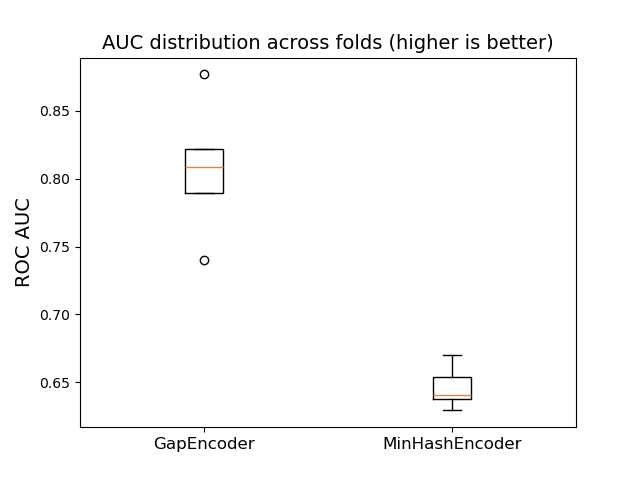 AUC distribution across folds (higher is better)
ROC AUC
0.85
0.80
0.75
0.70
0.65
GapEncoder
MinHashEncoder